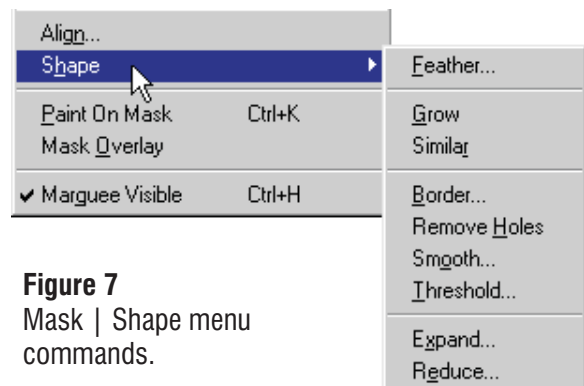 Align...
Shape
Paint On Mask Ctrl+K
Mask Overlay
Marguee Visible Ctrl+H
Feather...
Grow
Similar
Border...
Remove Holes
Smooth...
Threshold...
Expand...
Reduce...
Figure 7
Mask | Shape menu
commands.